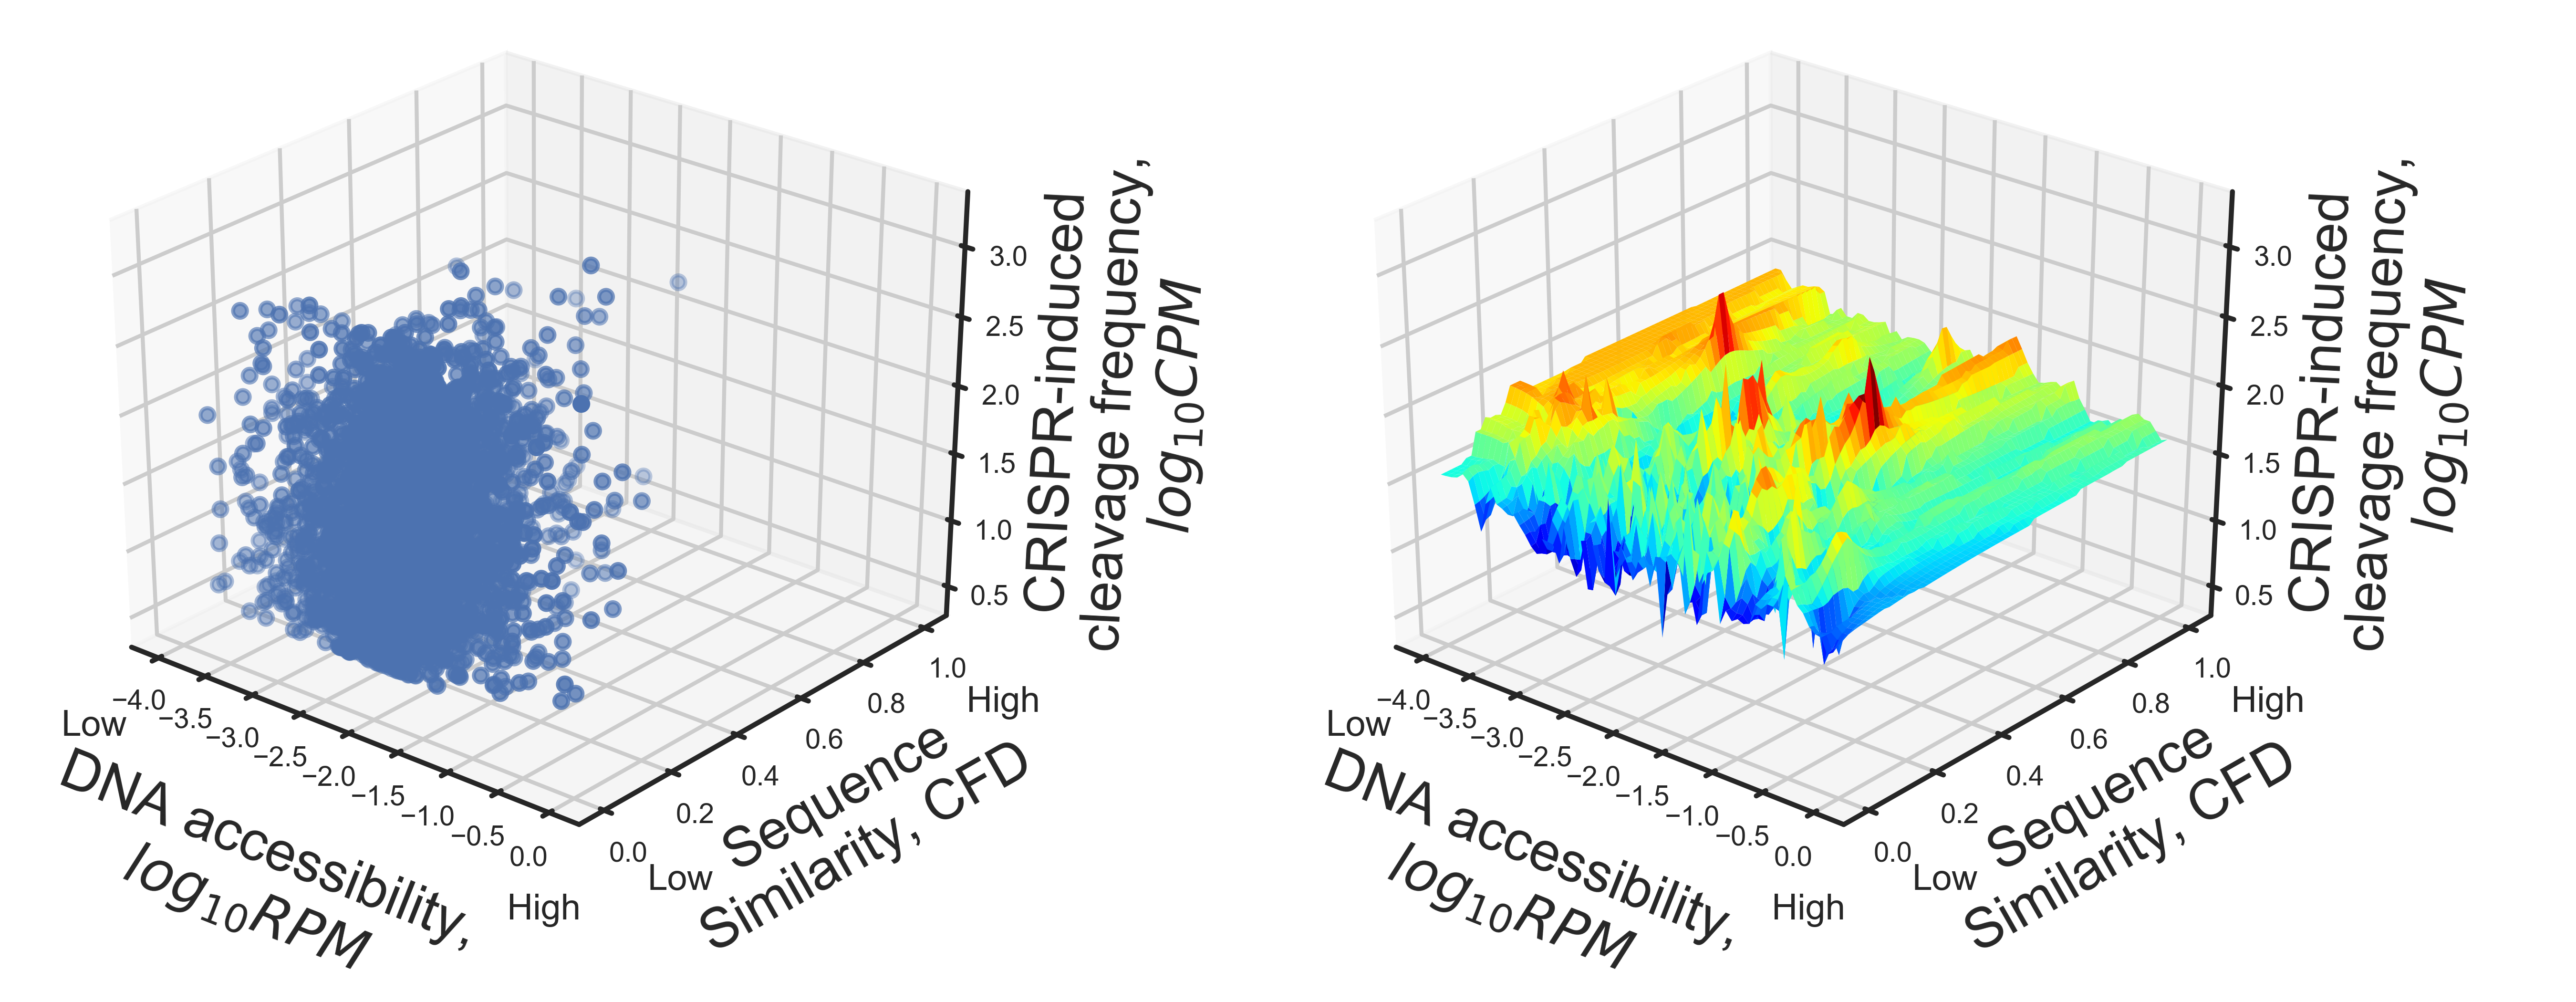 3.0
2.5
2.0
1.5
1.0
0.5
CRISPR-induced
cleavage frequency,
log₁₀CPM
−4.0
−3.5
−3.0
−2.5
−2.0
−1.5
−1.0
−0.5
0.0
Low
High
DNA accessibility,
log₁₀RPM
0.0
0.2
0.4
0.6
0.8
1.0
Low
High
Sequence
Similarity, CFD
3.0
2.5
2.0
1.5
1.0
0.5
CRISPR-induced
cleavage frequency,
log₁₀CPM
−4.0
−3.5
−3.0
−2.5
−2.0
−1.5
−1.0
−0.5
0.0
Low
High
DNA accessibility,
log₁₀RPM
0.0
0.2
0.4
0.6
0.8
1.0
Low
High
Sequence
Similarity, CFD